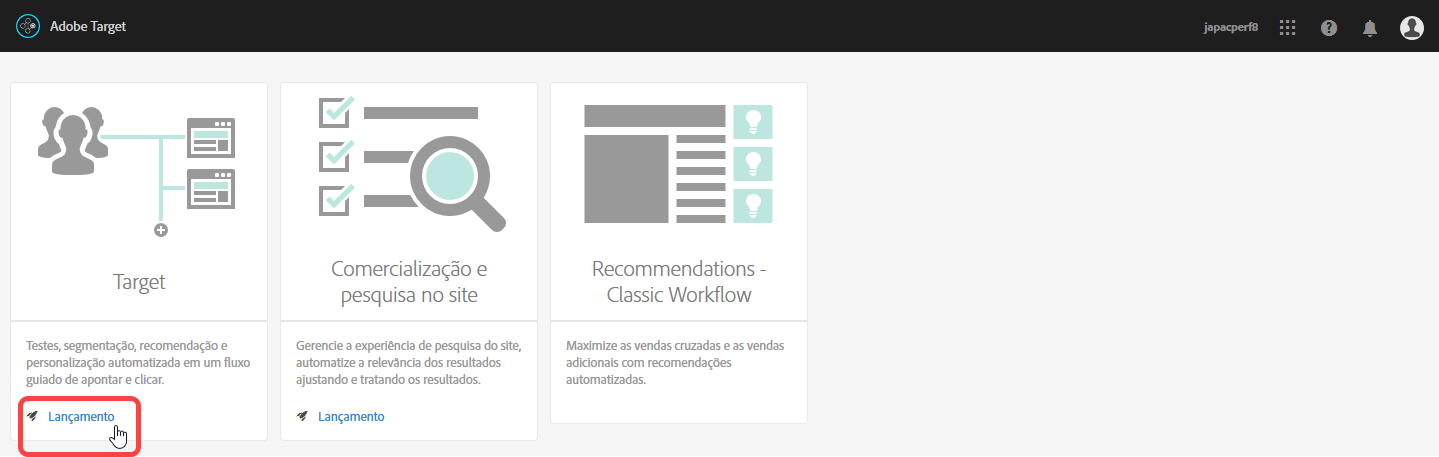 Adobe Target
japacperf8
Target
Testes, segmentação, recomendação e
personalização automatizada em um fluxo
guiado de apontar e clicar.
Lançamento
Comercialização e
pesquisa no site
Gerencie a experiência de pesquisa do site,
automatize a relevância dos resultados
ajustando e tratando os resultados.
Lançamento
Recommendations -
Classic Workflow
Maximize as vendas cruzadas e as vendas
adicionais com recomendações
automatizadas.